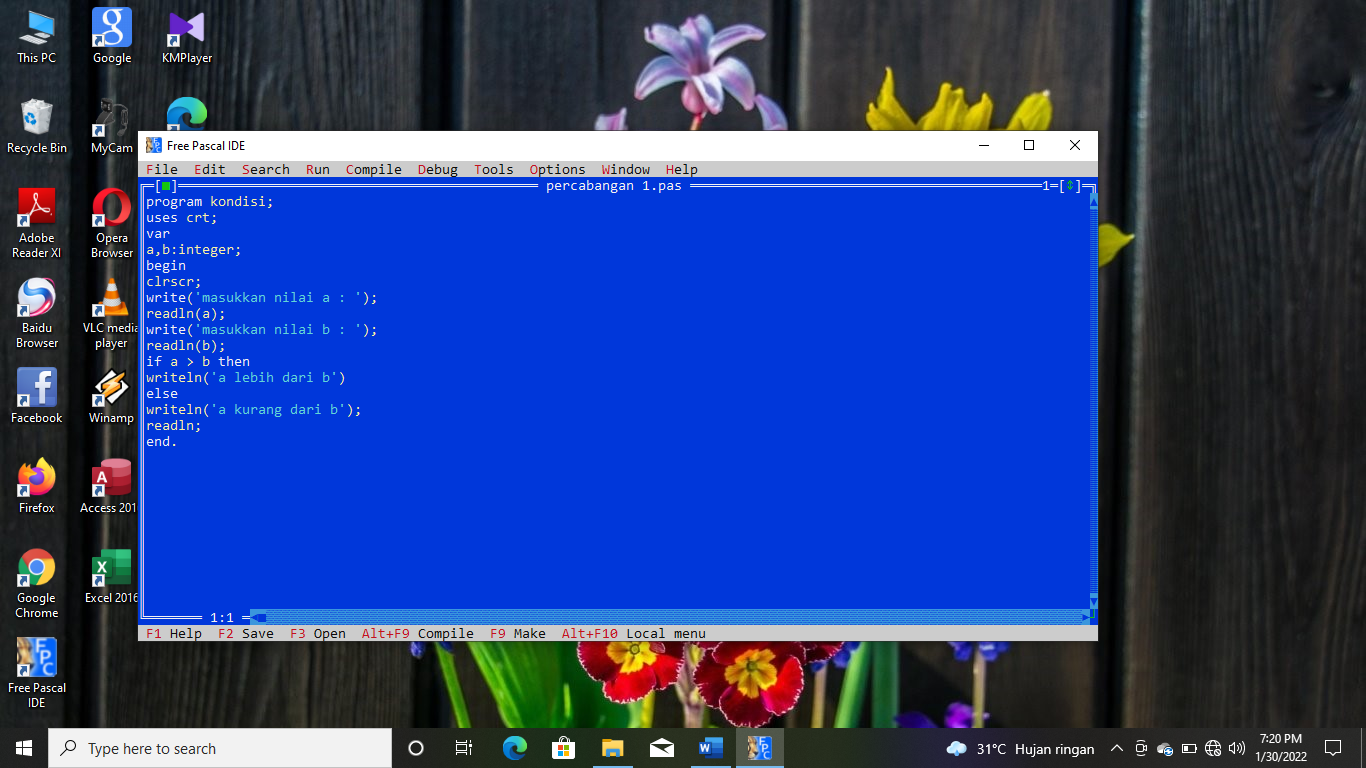 This PC
Google
KMPlayer
Recycle Bin
MyCam
Adobe
Reader XI
Opera
Browser
Baidu
Browser
VLC media
player
Facebook
Winamp
Firefox
Access 201
Google
Chrome
Excel 2016
Free Pascal
IDE
Free Pascal IDE
File Edit Search Run Compile Debug Tools Options Window Help
percabangan 1.pas 1
program kondisi;
uses crt;
var
a,b:integer;
begin
clrscr;
write('masukkan nilai a : ');
readln(a);
write('masukkan nilai b : ');
readln(b);
if a > b then
writeln('a lebih dari b')
else
writeln('a kurang dari b');
readln;
end.
1:1
F1 Help F2 Save F3 Open Alt+F9 Compile F9 Make Alt+F10 Local menu
Type here to search
31°C Hujan ringan
7:20 PM
1/30/2022